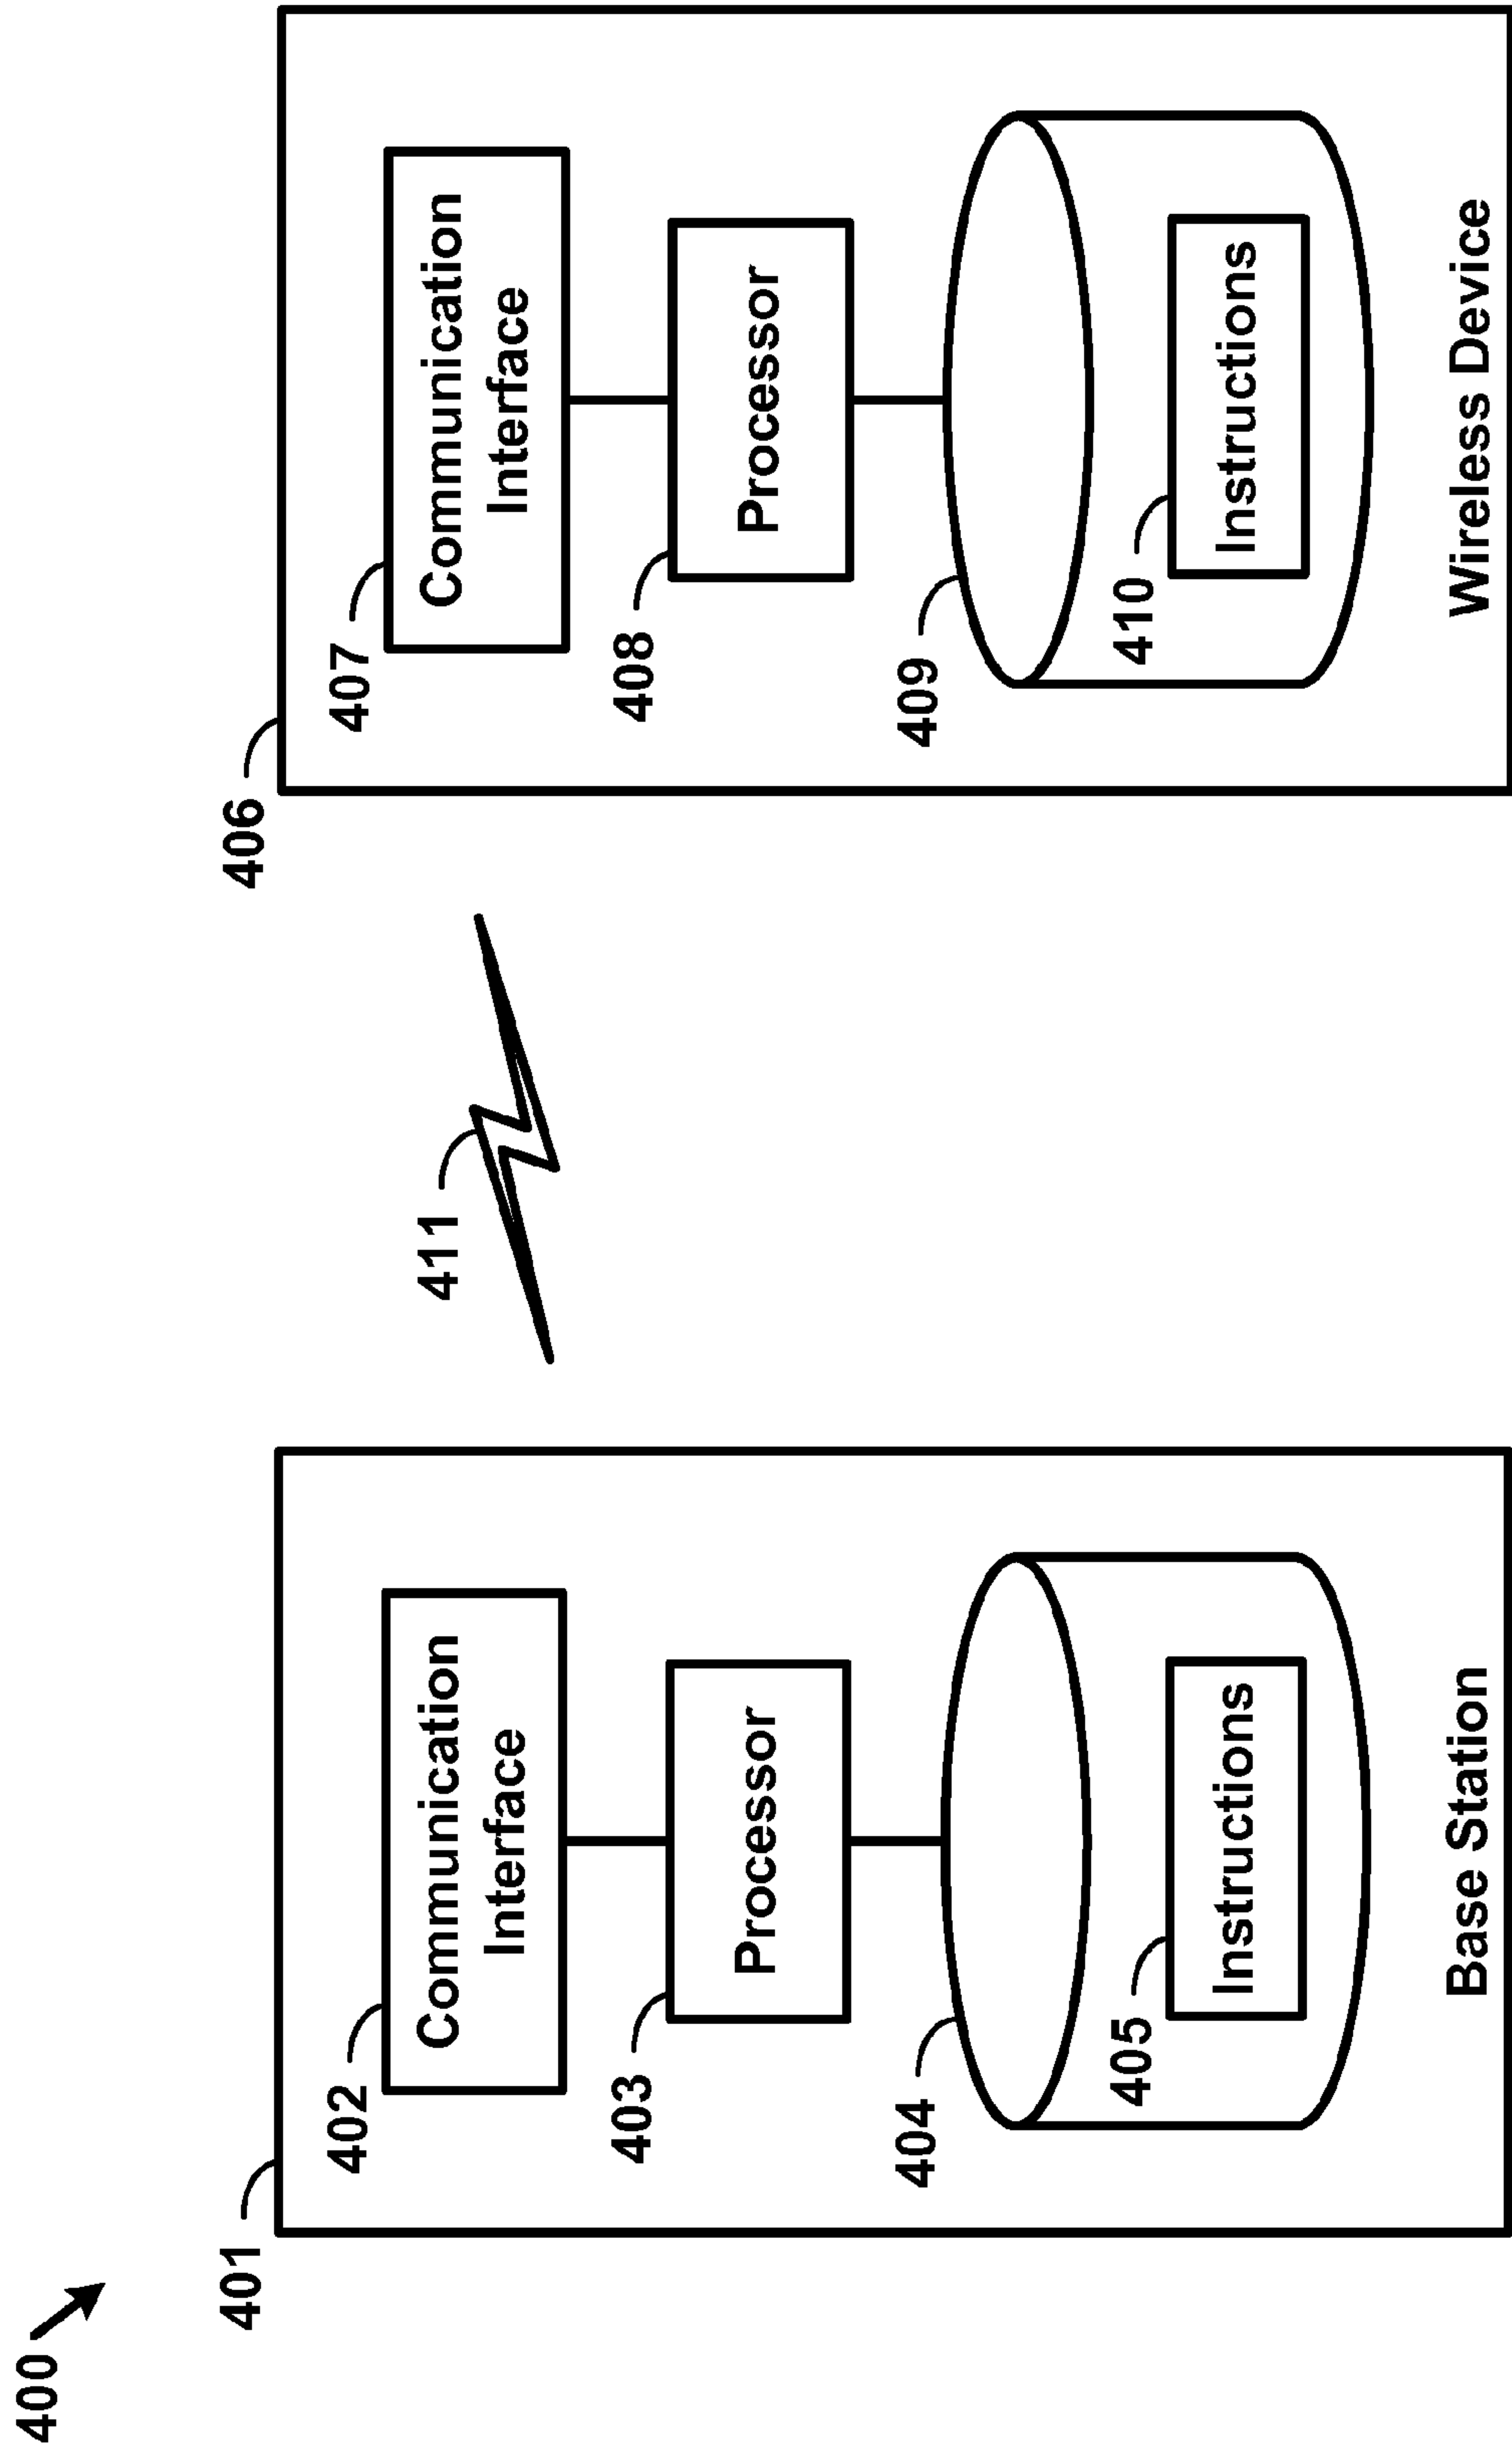 400
401
402
Communication
Interface
403
Processor
404
405
Instructions
Base Station
411
406
407
Communication
Interface
408
Processor
409
410
Instructions
Wireless Device